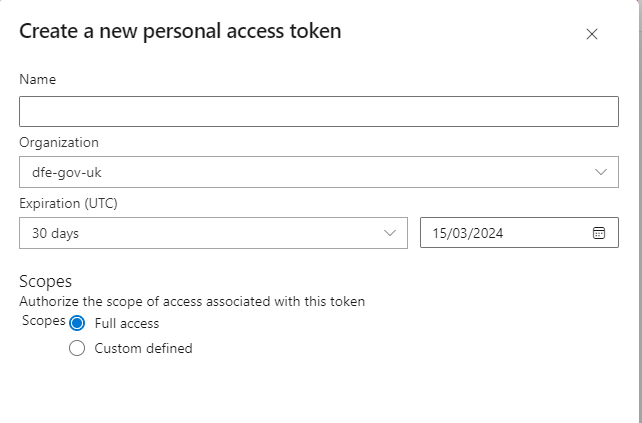 Create a new personal access token
Name
Organization
dfe-gov-uk
Expiration (UTC)
30 days
15/03/2024
Scopes
Authorize the scope of access associated with this token
Scopes Full access
Custom defined